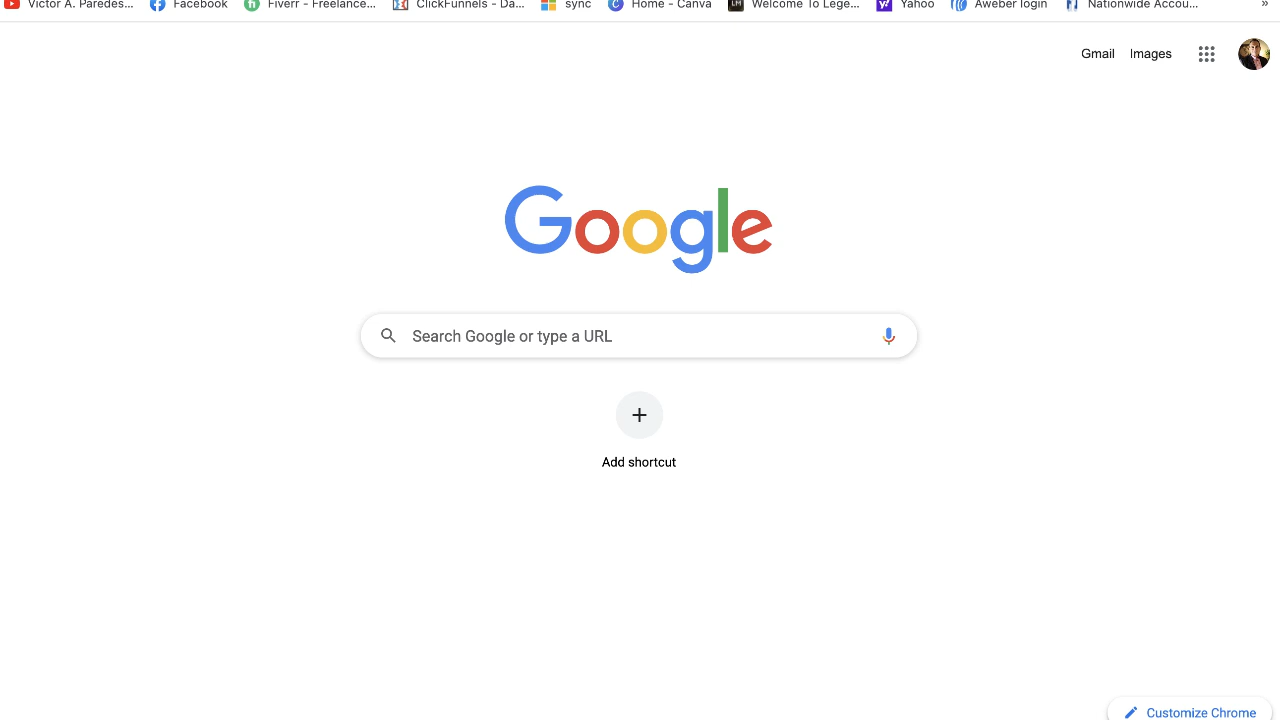 Victor A. Paredes... Facebook Fiverr - Freelance... ClickFunnels - Da... sync Home - Canva LM Welcome To Lege... Yahoo Aweber login Nationwide Accou... »
Gmail Images
Google
Search Google or type a URL
Add shortcut
Customize Chrome